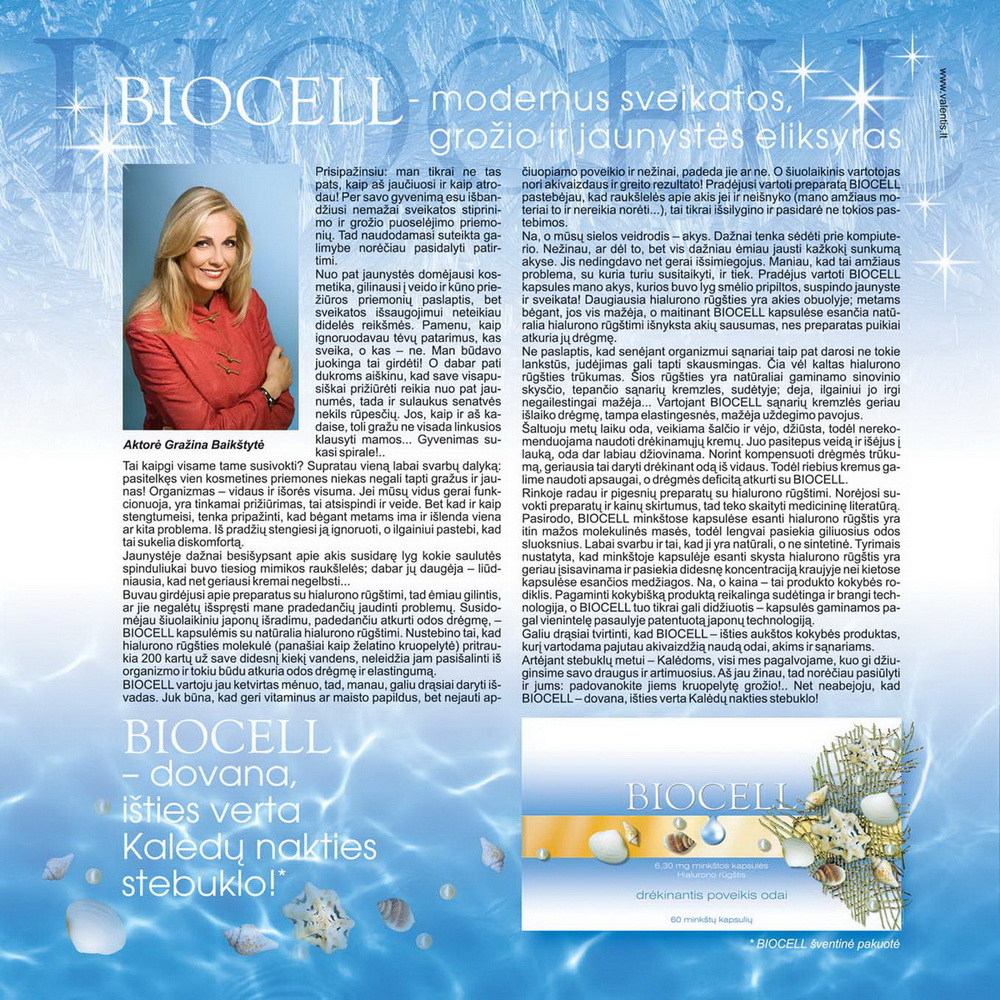 BIOCELL
BIOCELL - modernus sveikatos,
grožio ir jaunystės eliksyras
www.valentis.lt
Prisipažinsiu: man tikrai ne tas
pats, kaip aš jaučiuosi ir kaip atro-
dau! Per savo gyvenimą esu išban-
džiusi nemažai sveikatos stiprini-
mo ir grožio puoselėjimo priemo-
nių. Tad naudodamasi suteikta ga-
limybe norėčiau pasidalyti patir-
timi.
Nuo pat jaunystės domėjausi kos-
metika, gilinausi į veido ir kūno prie-
žiūros priemonių paslaptis, bet
sveikatos išsaugojimui neteikiau
didelės reikšmės. Pamenu, kaip
ignoruodavau tėvų patarimus, kas
sveika, o kas – ne. Man būdavo
juokinga tai girdėti! O dabar pati
dukroms aiškinu, kad save visapu-
siškai prižiūrėti reikia nuo pat jau-
numės, tada ir sulaukus senatvės
nekils rūpesčių. Jos, kaip ir aš ka-
daise, toli gražu ne visada linkusios
klausyti mamos... Gyvenimas su-
kasi spirale!..
Aktorė Gražina Baikštytė
Tai kaipgi visame tame susivokti? Supratau vieną labai svarbų dalyką:
pasitelkęs vien kosmetines priemones niekas negali tapti gražus ir jau-
nas! Organizmas – vidaus ir išorės visuma. Jei mūsų vidus gerai funk-
cionuoja, yra tinkamai prižiūrimas, tai atsispindi ir veide. Bet kad ir kaip
stengtumeisi, tenka pripažinti, kad bėgant metams ima ir išlenda viena
ar kita problema. Iš pradžių stengiesi ją ignoruoti, o ilgainiui pastebi, kad
tai sukelia diskomfortą.
Jaunystėje dažnai besišypsant apie akis susidarę lyg kokie saulutės
spinduliukai buvo tiesiog mimikos raukšlelės; dabar jų daugėja – liūd-
niausia, kad net geriausi kremai negelbsti...
Buvau girdėjusi apie preparatus su hialurono rūgštimi, tad ėmiau gilintis,
ar jie negalėtų išspręsti mane pradedančių jaudinti problemų. Susido-
mėjau šiuolaikiniu japonų išradimu, padedančiu atkurti odos drėgmę, –
BIOCELL kapsulėmis su natūralia hialurono rūgštimi. Nustebino tai, kad
hialurono rūgšties molekulė (panašiai kaip želatino kruopelytė) pritrau-
kia 200 kartų už save didesnį kiekį vandens, neleidžia jam pasišalinti iš
organizmo ir tokiu būdu atkuria odos drėgmę ir elastingumą.
BIOCELL vartoju jau ketvirtas mėnuo, tad, manau, galiu drąsiai daryti iš-
vadas. Juk būna, kad geri vitaminus ar maisto papildus, bet nejauti ap-
čiuopiamo poveikio ir nežinai, padeda jie ar ne. O šiuolaikinis vartotojas
nori akivaizdaus ir greito rezultato! Pradėjusi vartoti preparatą BIOCELL
pastebėjau, kad raukšlelės apie akis jei ir neišnyko (mano amžiaus mo-
teriai to ir nereikia norėti...), tai tikrai išsilygino ir pasidarė ne tokios pas-
tebimos.
Na, o mūsų sielos veidrodis – akys. Dažnai tenka sėdėti prie kompiute-
rio. Nežinau, ar dėl to, bet vis dažniau ėmiau jausti kažkokį sunkumą
akyse. Jis nedingdavo net gerai išsimiegojus. Maniau, kad tai amžiaus
problema, su kuria turiu susitaikyti, ir tiek. Pradėjus vartoti BIOCELL
kapsules mano akys, kurios buvo lyg smėlio pripiltos, suspindo jaunyste
ir sveikata! Daugiausia hialurono rūgšties yra akies obuolyje; metams
bėgant, jos vis mažėja, o maitinant BIOCELL kapsulėse esančia natū-
ralia hialurono rūgštimi išnyksta akių sausumas, nes preparatas puikiai
atkuria jų drėgmę.
Ne paslaptis, kad senėjant organizmui sąnariai taip pat darosi ne tokie
lankstūs, judėjimas gali tapti skausmingas. Čia vėl kaltas hialurono
rūgšties trūkumas. Šios rūgšties yra natūraliai gaminamo sinovinio
skysčio, tepančio sąnarių kremzles, sudėtyje; deja, ilgainiui jo irgi
negailestingai mažėja... Vartojant BIOCELL sąnarių kremzlės geriau
išlaiko drėgmę, tampa elastingesnės, mažėja uždegimo pavojus.
Šaltuoju metų laiku oda, veikiama šalčio ir vėjo, džiūsta, todėl nereko-
menduojama naudoti drėkinamųjų kremų. Juo pasitepus veidą ir išėjus į
lauką, oda dar labiau džiovinama. Norint kompensuoti drėgmės trūku-
mą, geriausia tai daryti drėkinant odą iš vidaus. Todėl riebius kremus ga-
lime naudoti apsaugai, o drėgmės deficitą atkurti su BIOCELL.
Rinkoje radau ir pigesnių preparatų su hialurono rūgštimi. Norėjosi su-
vokti preparatų ir kainų skirtumus, tad teko skaityti medicininę literatūrą.
Pasirodo, BIOCELL minkštose kapsulėse esanti hialurono rūgštis yra
itin mažos molekulinės masės, todėl lengvai pasiekia giliuosius odos
sluoksnius. Labai svarbu ir tai, kad ji yra natūrali, o ne sintetinė. Tyrimais
nustatyta, kad minkštoje kapsulėje esanti skysta hialurono rūgštis yra
geriau įsisavinama ir pasiekia didesnę koncentraciją kraujyje nei kietose
kapsulėse esančios medžiagos. Na, o kaina – tai produkto kokybės ro-
diklis. Pagaminti kokybišką produktą reikalinga sudėtinga ir brangi tech-
nologija, o BIOCELL tuo tikrai gali didžiuotis – kapsulės gaminamos pa-
gal vienintelę pasaulyje patentuotą japonų technologiją.
Galiu drąsiai tvirtinti, kad BIOCELL – išties aukštos kokybės produktas,
kurį vartodama pajutau akivaizdžią naudą odai, akims ir sąnariams.
Artėjant stebuklų metui – Kalėdoms, visi mes pagalvojame, kuo gi džiu-
ginsime savo draugus ir artimuosius. Aš jau žinau, tad norėčiau pasiūlyti
ir jums: padovanokite jiems kruopelytę grožio!.. Net neabejoju, kad
BIOCELL – dovana, išties verta Kalėdų nakties stebuklo!
BIOCELL
– dovana,
išties verta
Kalėdų nakties
stebuklo!*
BIOCELL
6,30 mg minkštos kapsulės
Hialurono rūgštis
drėkinantis poveikis odai
60 minkštų kapsulių
* BIOCELL šventinė pakuotė